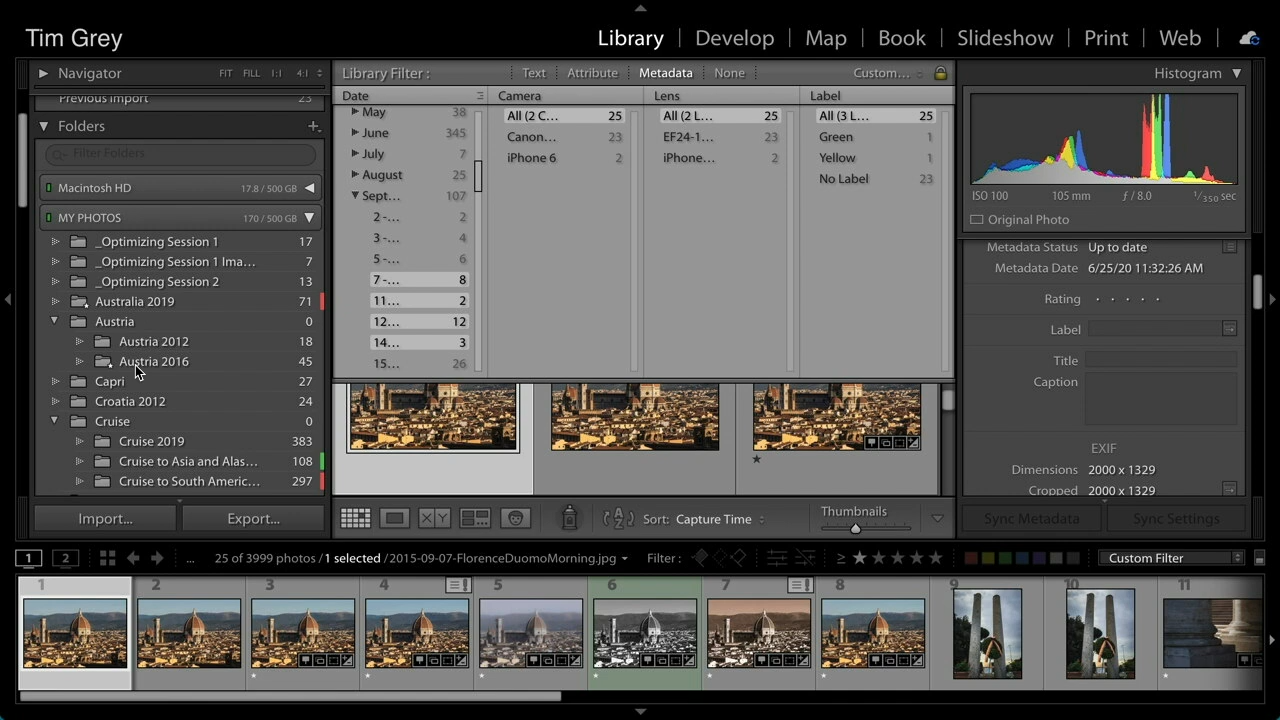 Tim Grey
Library | Develop | Map | Book | Slideshow | Print | Web
Navigator FIT FILL 1:1 4:1
Previous Import 23
Folders
Filter Folders
Macintosh HD 17.8 / 500 GB
MY PHOTOS 170 / 500 GB
_Optimizing Session 1 17
_Optimizing Session 1 Ima... 7
_Optimizing Session 2 13
Australia 2019 71
Austria 0
Austria 2012 18
Austria 2016 45
Capri 27
Croatia 2012 24
Cruise 0
Cruise 2019 383
Cruise to Asia and Alas... 108
Cruise to South Americ... 297
Import... Export...
Library Filter : Text Attribute Metadata None Custom...
Date Camera Lens Label
May 38
June 345
July 7
August 25
Sept... 107
2 -... 2
3 -... 4
5 -... 6
7 -... 8
11... 2
12... 12
14... 3
15... 26
All (2 C... 25
Canon... 23
iPhone 6 2
All (2 L... 25
EF24-1... 23
iPhone... 2
All (3 L... 25
Green 1
Yellow 1
No Label 23
XY Sort: Capture Time Thumbnails
Histogram
ISO 100 105 mm ƒ / 8.0 1/350 sec
Original Photo
Metadata Status Up to date
Metadata Date 6/25/20 11:32:26 AM
Rating
Label
Title
Caption
EXIF
Dimensions 2000 x 1329
Cropped 2000 x 1329
Sync Metadata Sync Settings
1 2 ... 25 of 3999 photos / 1 selected / 2015-09-07-FlorenceDuomoMorning.jpg Filter : ≥ Custom Filter
1 2 3 4 5 6 7 8 9 10 11